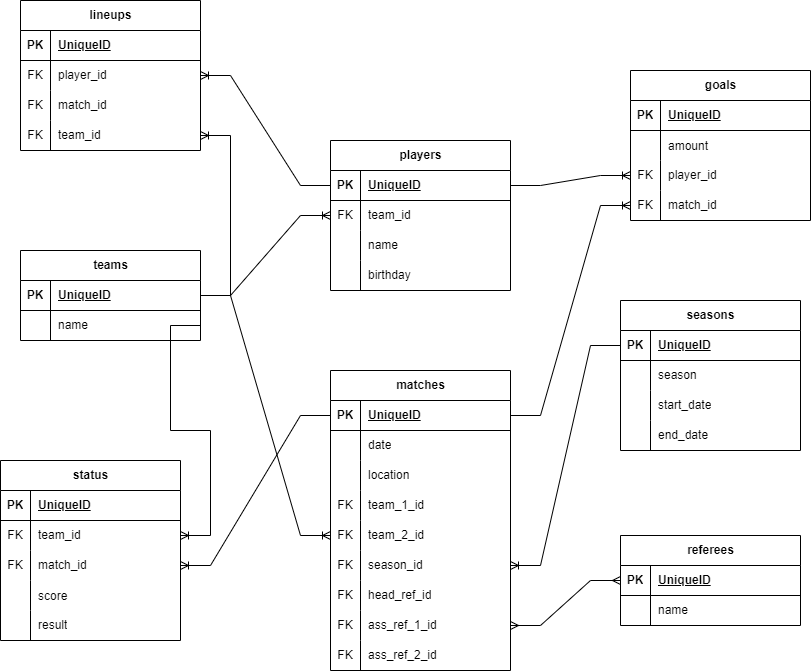 lineups
PK UniqueID
FK player_id
FK match_id
FK team_id
teams
PK UniqueID
name
status
PK UniqueID
FK team_id
FK match_id
score
result
players
PK UniqueID
FK team_id
name
birthday
matches
PK UniqueID
date
location
FK team_1_id
FK team_2_id
FK season_id
FK head_ref_id
FK ass_ref_1_id
FK ass_ref_2_id
goals
PK UniqueID
amount
FK player_id
FK match_id
seasons
PK UniqueID
season
start_date
end_date
referees
PK UniqueID
name